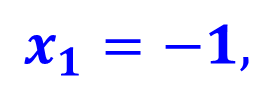 x₁ = −1,